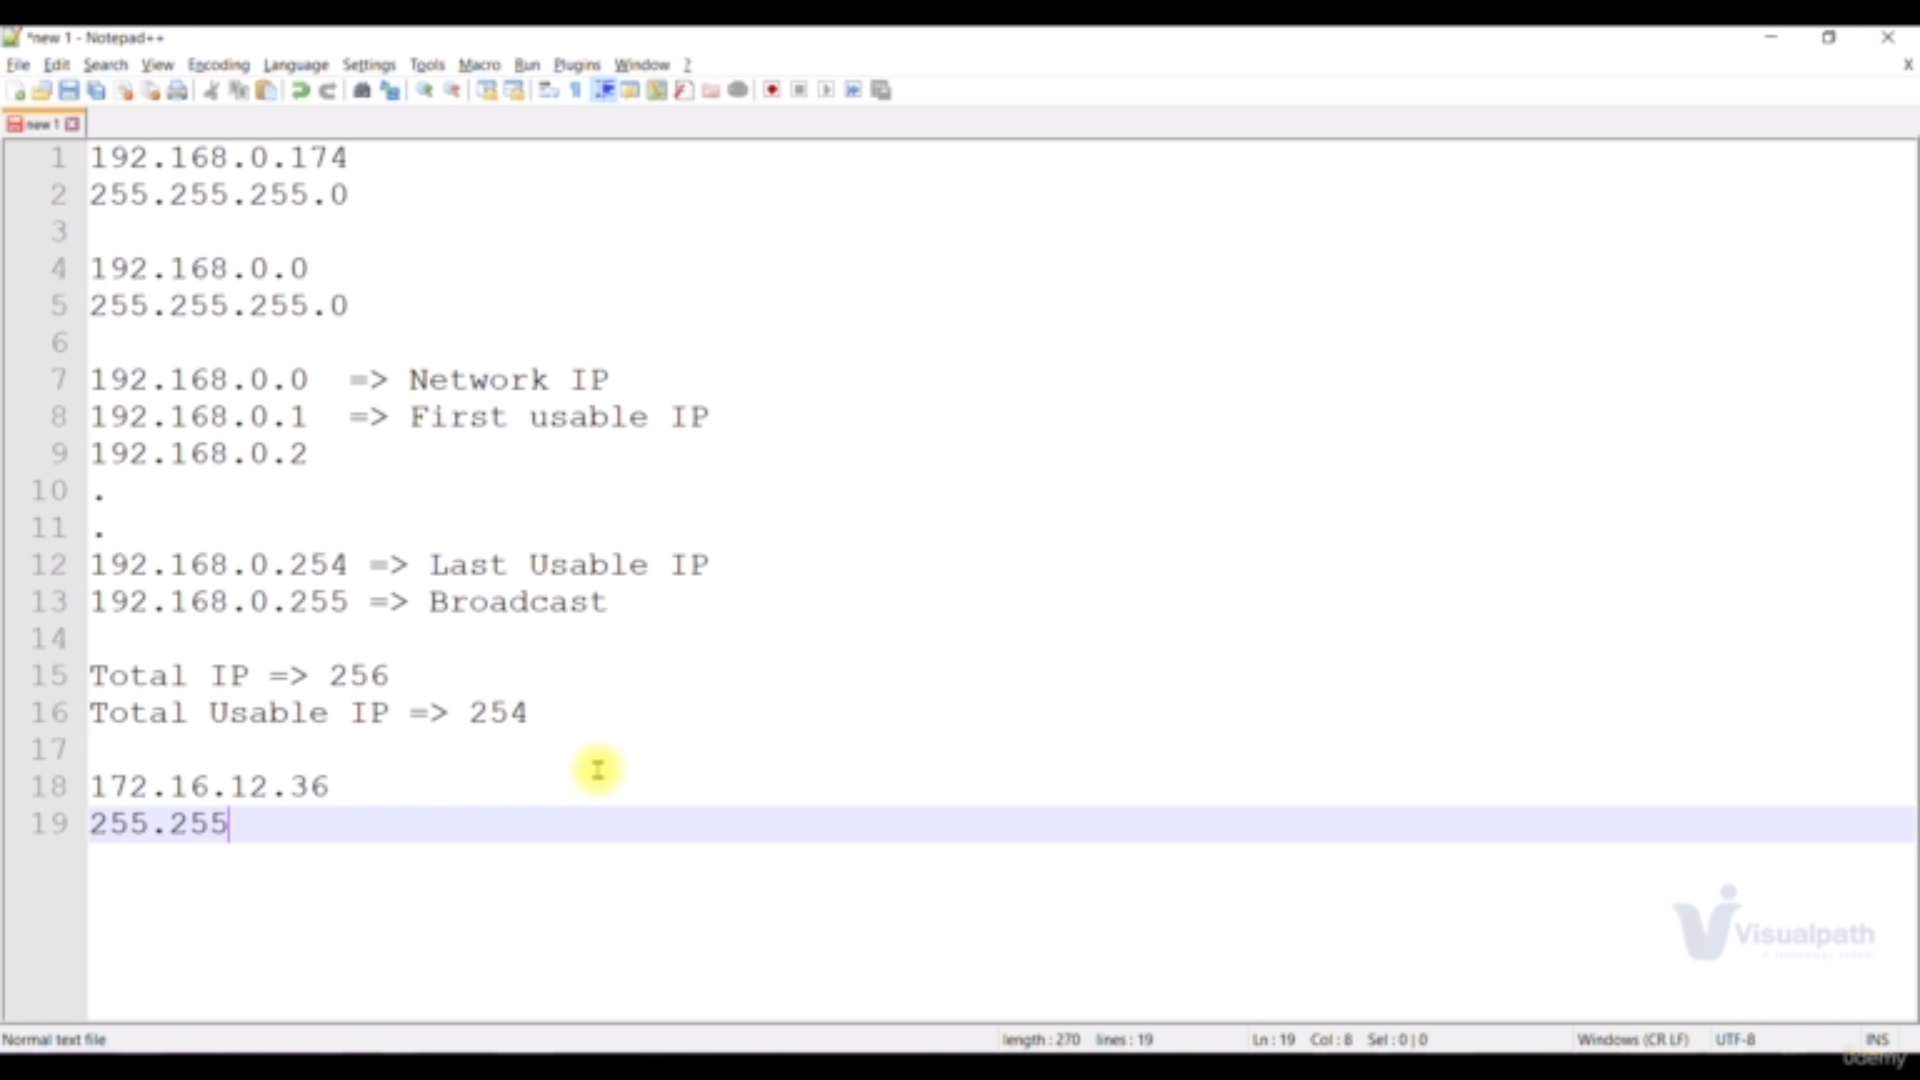 *new 1 - Notepad++
File Edit Search View Encoding Language Settings Tools Macro Run Plugins Window ?
X
new 1
1 192.168.0.174
2 255.255.255.0
3
4 192.168.0.0
5 255.255.255.0
6
7 192.168.0.0 => Network IP
8 192.168.0.1 => First usable IP
9 192.168.0.2
10 .
11 .
12 192.168.0.254 => Last Usable IP
13 192.168.0.255 => Broadcast
14
15 Total IP => 256
16 Total Usable IP => 254
17
18 172.16.12.36
19 255.255
Visualpath
Normal text file length : 270 lines : 19 Ln : 19 Col : 8 Sel : 0 | 0 Windows (CR LF) UTF-8 INS
ûdemy